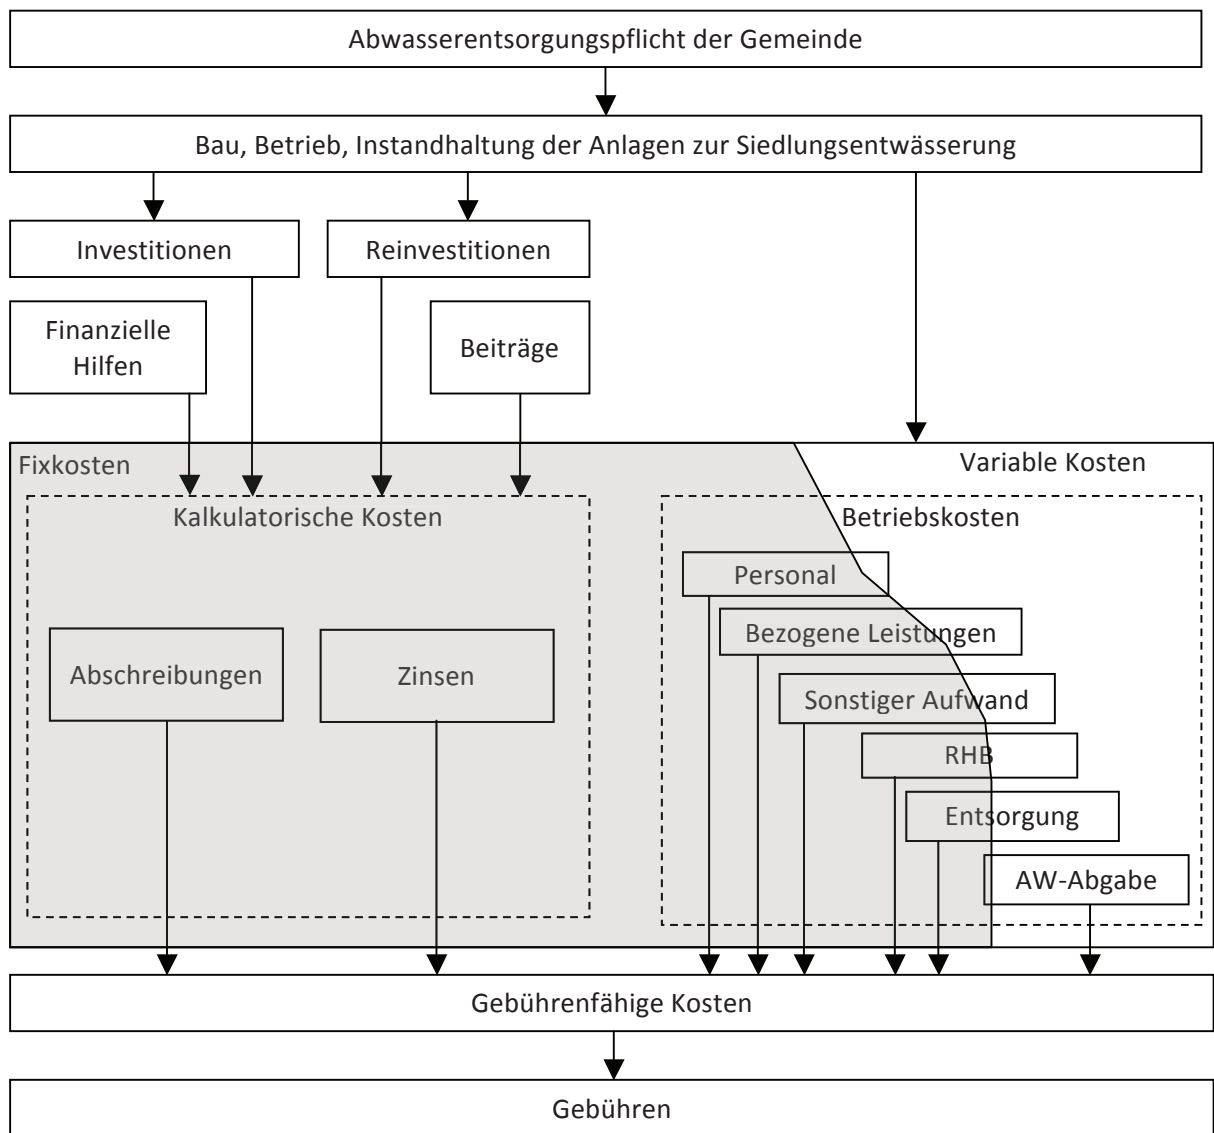 Abwasserentsorgungspflicht der Gemeinde
Bau, Betrieb, Instandhaltung der Anlagen zur Siedlungsentwässerung
Investitionen
Reinvestitionen
Finanzielle
Hilfen
Beiträge
Fixkosten
Variable Kosten
Kalkulatorische Kosten
Betriebskosten
Personal
Bezogene Leistungen
Abschreibungen
Zinsen
Sonstiger Aufwand
RHB
Entsorgung
AW-Abgabe
Gebührenfähige Kosten
Gebühren